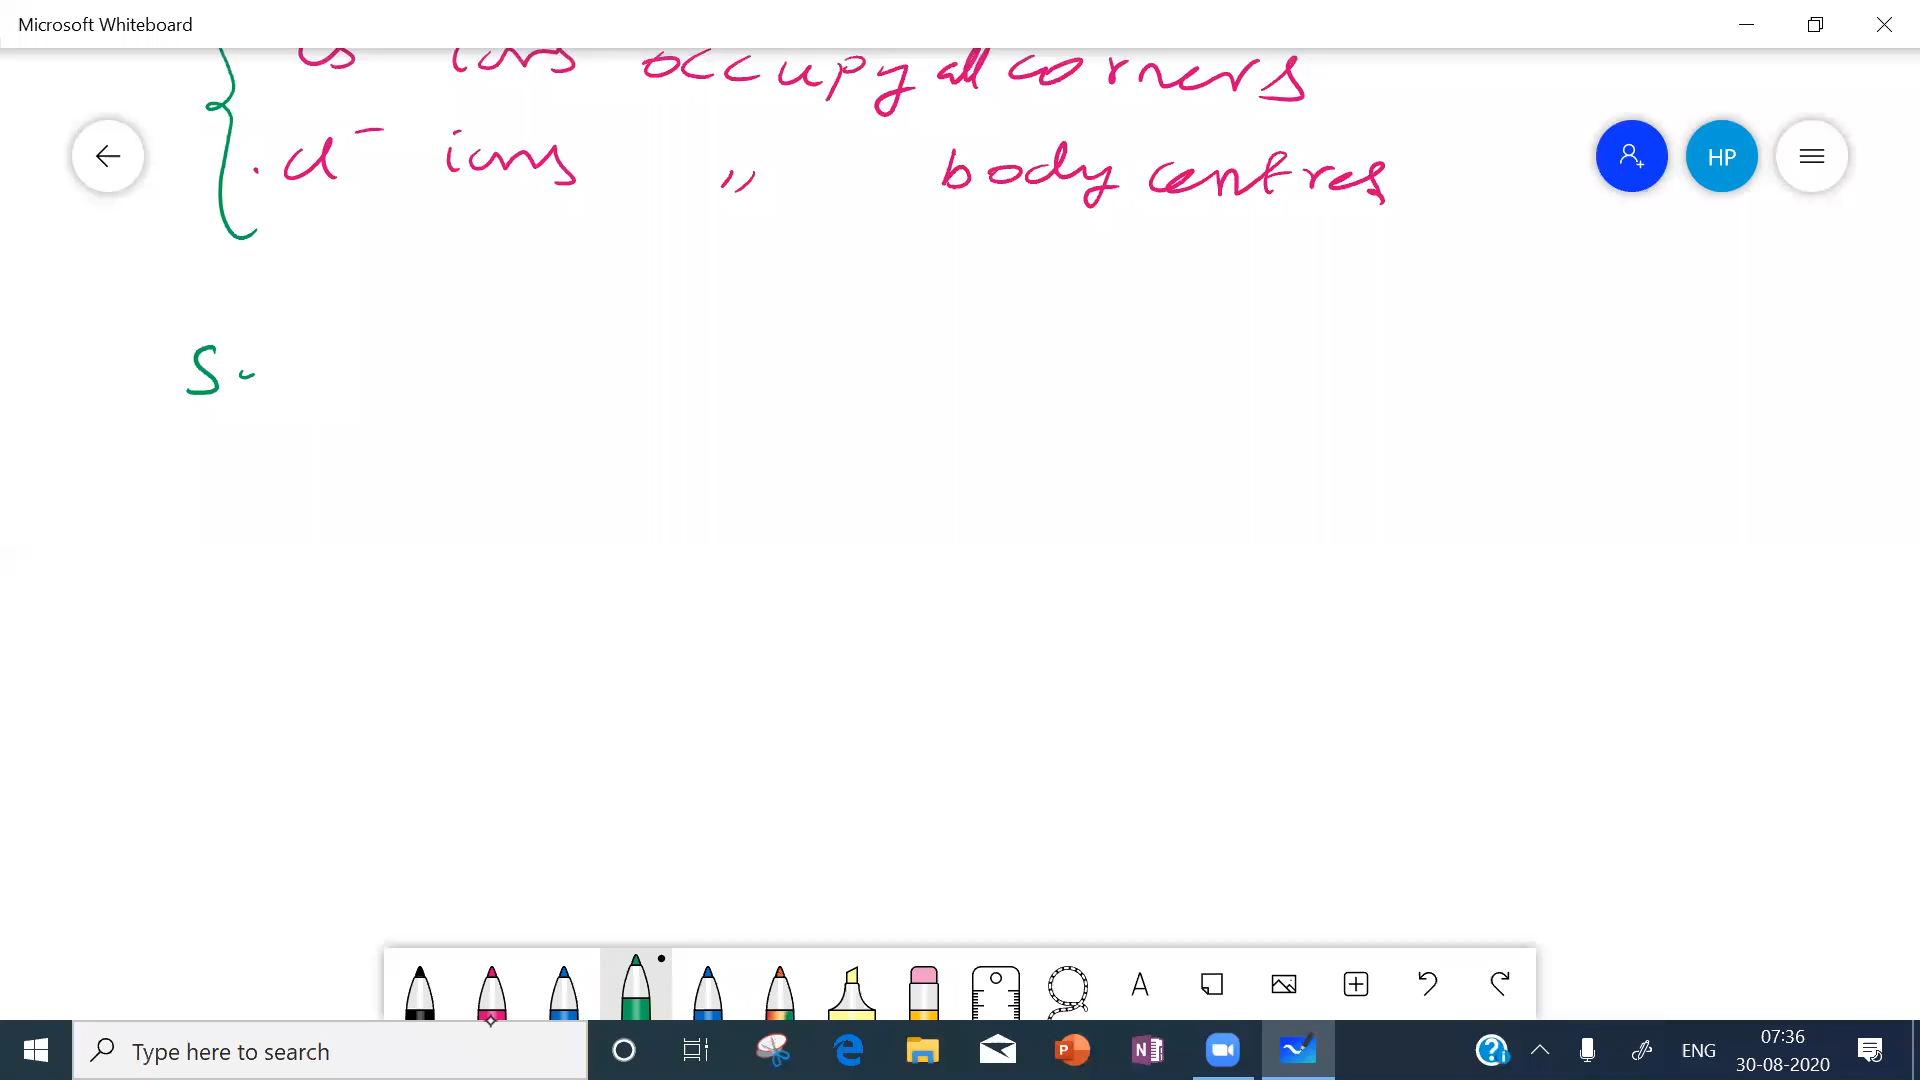 Microsoft Whiteboard
ions occupy all corners
HP
. Cl⁻ ions " body centres
S
A
Type here to search
ENG
07:36
30-08-2020